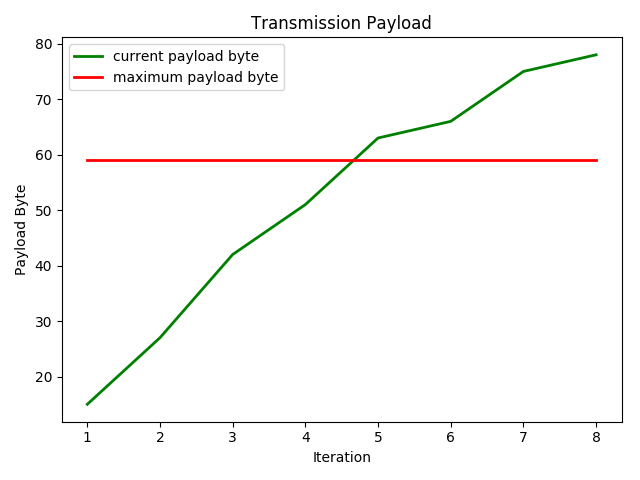 Transmission Payload
current payload byte
maximum payload byte
80
70
60
50
40
30
20
Payload Byte
1 2 3 4 5 6 7 8
Iteration